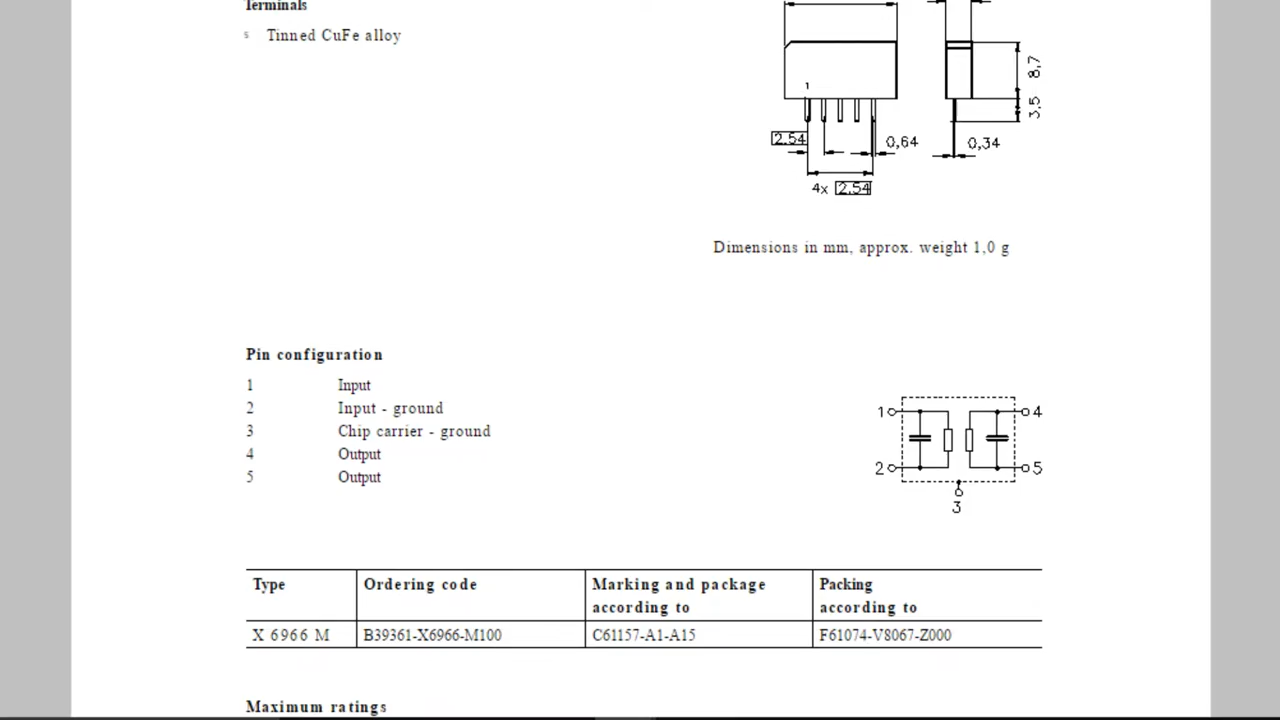 Terminals
s Tinned CuFe alloy
1
8,7
3,5
2.54
0,64
0,34
4x 2.54
Dimensions in mm, approx. weight 1,0 g
Pin configuration
1 Input
2 Input - ground
3 Chip carrier - ground
4 Output
5 Output
1 4
2 5
3
Type Ordering code Marking and package according to Packing according to
X 6966 M B39361-X6966-M100 C61157-A1-A15 F61074-V8067-Z000
Maximum ratings